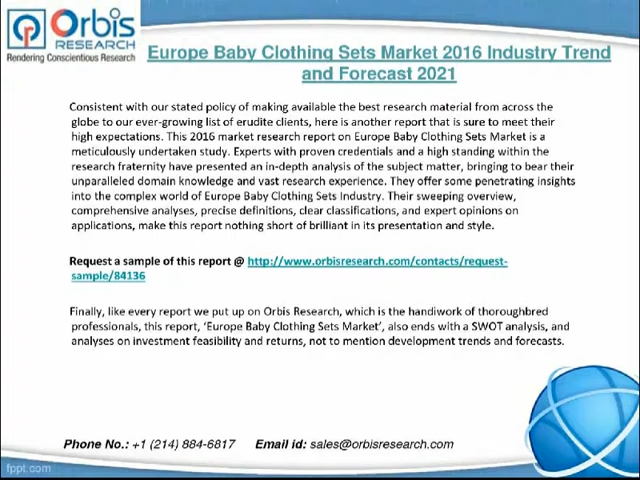 Orbis
RESEARCH
Rendering Conscientious Research
Europe Baby Clothing Sets Market 2016 Industry Trend
and Forecast 2021
Consistent with our stated policy of making available the best research material from across the
globe to our ever-growing list of erudite clients, here is another report that is sure to meet their
high expectations. This 2016 market research report on Europe Baby Clothing Sets Market is a
meticulously undertaken study. Experts with proven credentials and a high standing within the
research fraternity have presented an in-depth analysis of the subject matter, bringing to bear their
unparalleled domain knowledge and vast research experience. They offer some penetrating insights
into the complex world of Europe Baby Clothing Sets Industry. Their sweeping overview,
comprehensive analyses, precise definitions, clear classifications, and expert opinions on
applications, make this report nothing short of brilliant in its presentation and style.
Request a sample of this report @ http://www.orbisresearch.com/contacts/request-
sample/84136
Finally, like every report we put up on Orbis Research, which is the handiwork of thoroughbred
professionals, this report, ‘Europe Baby Clothing Sets Market’, also ends with a SWOT analysis, and
analyses on investment feasibility and returns, not to mention development trends and forecasts.
Phone No.: +1 (214) 884-6817 Email id: sales@orbisresearch.com
fppt.com